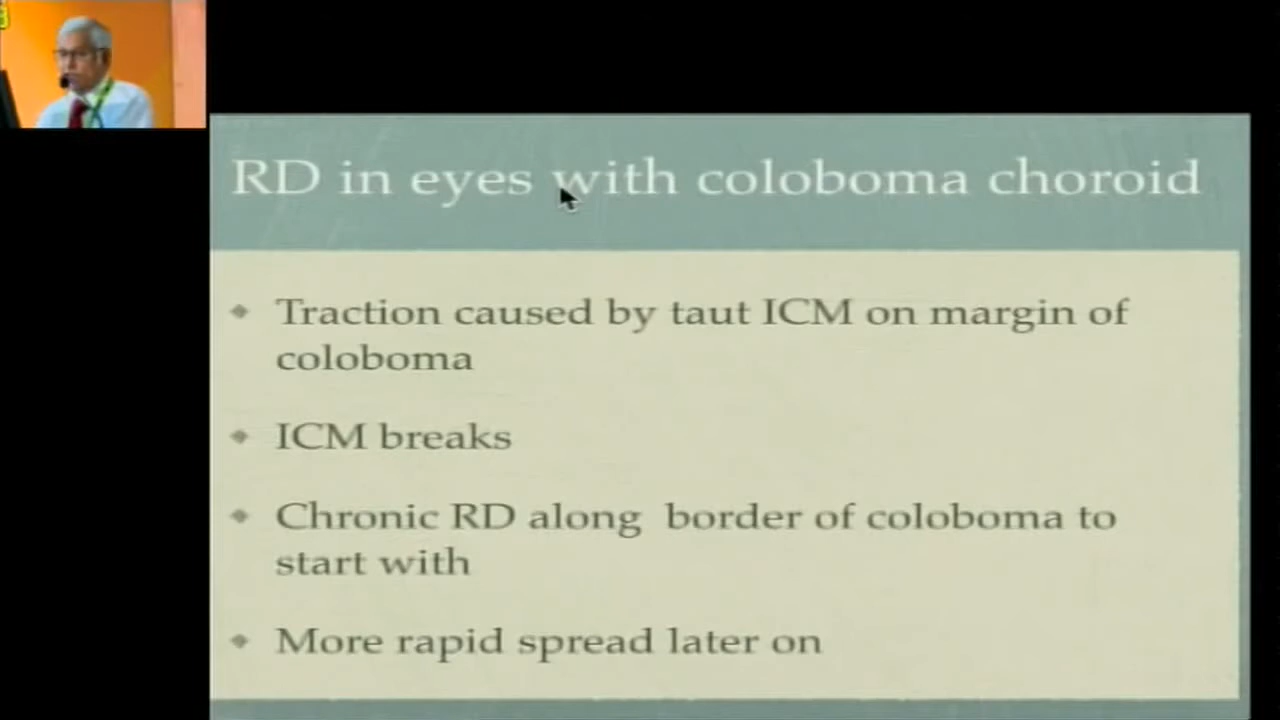 RD in eyes with coloboma choroid
Traction caused by taut ICM on margin of
coloboma
ICM breaks
Chronic RD along border of coloboma to
start with
More rapid spread later on